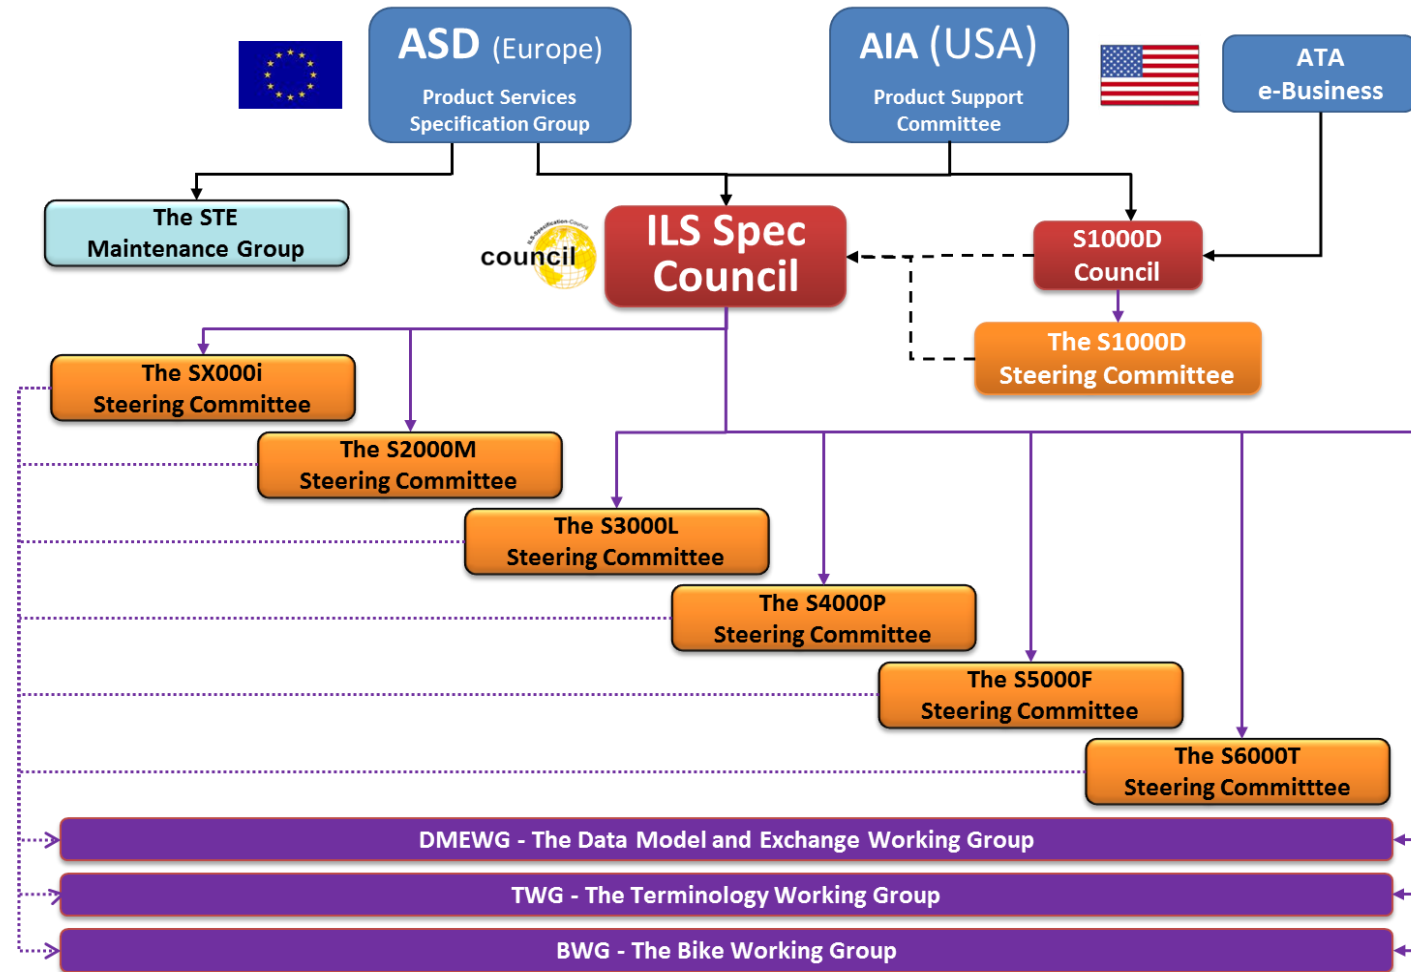 ASD (Europe)
Product Services
Specification Group
AIA (USA)
Product Support
Committee
ATA
e-Business
The STE
Maintenance Group
ILS-Specification-Council
council
ILS Spec
Council
S1000D
Council
The S1000D
Steering Committee
The SX000i
Steering Committee
The S2000M
Steering Committee
The S3000L
Steering Committee
The S4000P
Steering Committee
The S5000F
Steering Committee
The S6000T
Steering Committtee
DMEWG - The Data Model and Exchange Working Group
TWG - The Terminology Working Group
BWG - The Bike Working Group